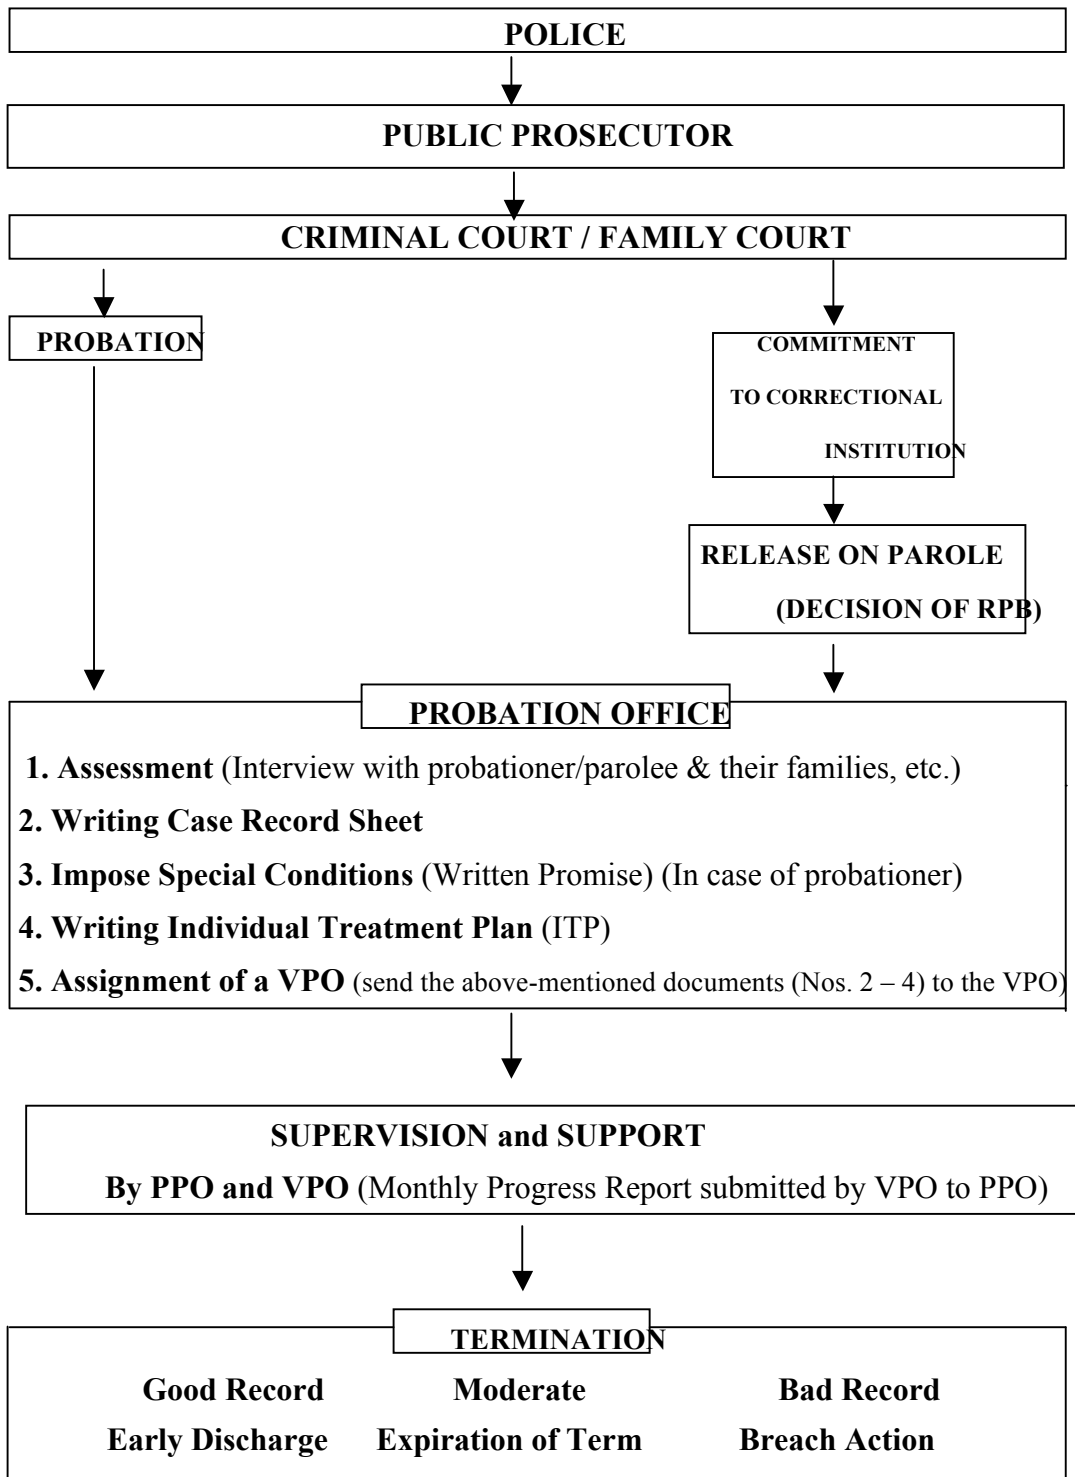 POLICE
PUBLIC PROSECUTOR
CRIMINAL COURT / FAMILY COURT
PROBATION
COMMITMENT
TO CORRECTIONAL
INSTITUTION
RELEASE ON PAROLE
(DECISION OF RPB)
PROBATION OFFICE
1. Assessment (Interview with probationer/parolee & their families, etc.)
2. Writing Case Record Sheet
3. Impose Special Conditions (Written Promise) (In case of probationer)
4. Writing Individual Treatment Plan (ITP)
5. Assignment of a VPO (send the above-mentioned documents (Nos. 2 – 4) to the VPO)
SUPERVISION and SUPPORT
By PPO and VPO (Monthly Progress Report submitted by VPO to PPO)
TERMINATION
Good Record Moderate Bad Record
Early Discharge Expiration of Term Breach Action